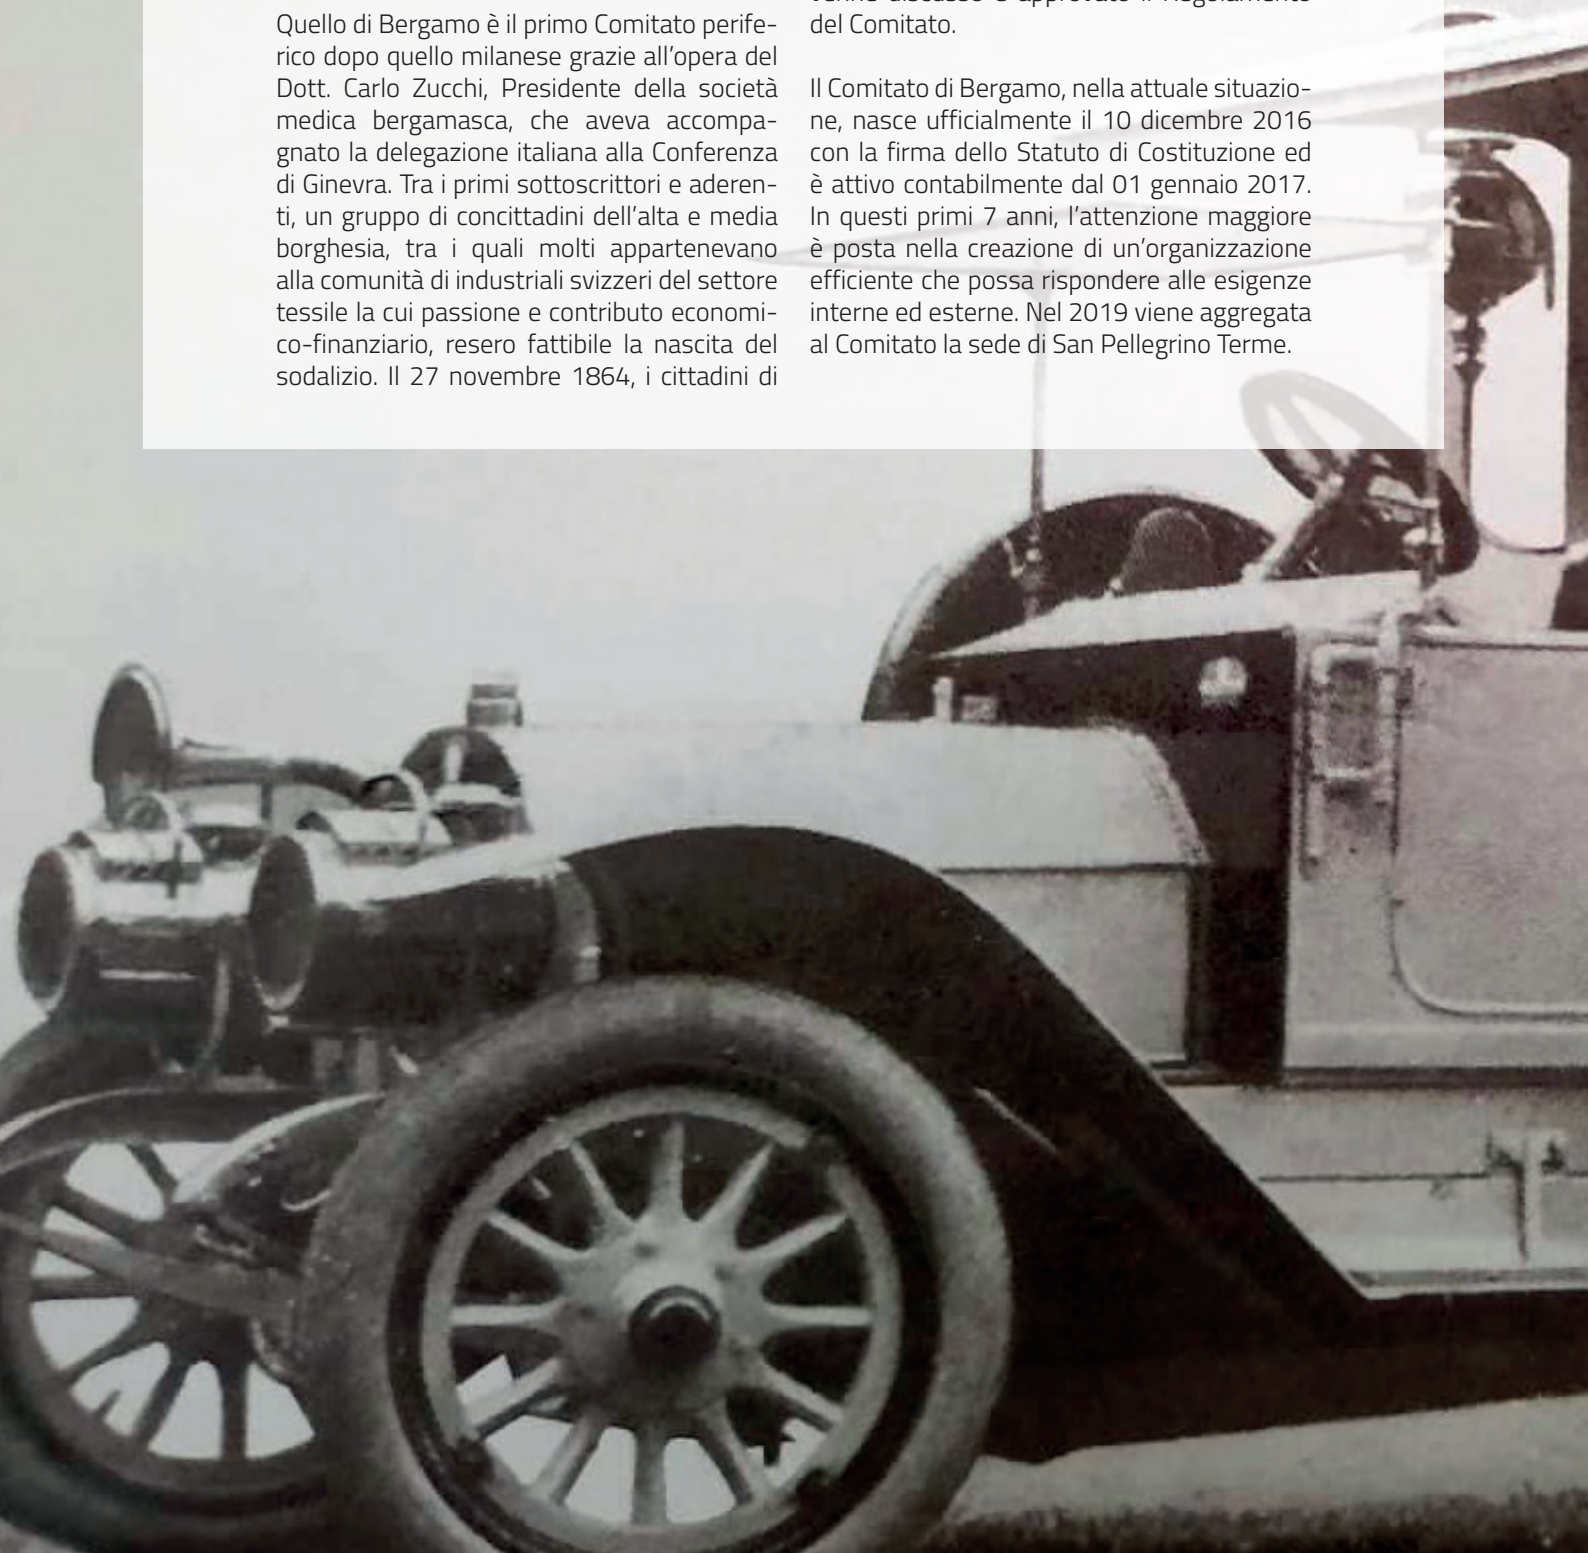 Quello di Bergamo è il primo Comitato perife-
rico dopo quello milanese grazie all'opera del
Dott. Carlo Zucchi, Presidente della società
medica bergamasca, che aveva accompa-
gnato la delegazione italiana alla Conferenza
di Ginevra. Tra i primi sottoscrittori e aderen-
ti, un gruppo di concittadini dell'alta e media
borghesia, tra i quali molti appartenevano
alla comunità di industriali svizzeri del settore
tessile la cui passione e contributo economi-
co-finanziario, resero fattibile la nascita del
sodalizio. Il 27 novembre 1864, i cittadini di
venne discusso e approvato il Regolamento
del Comitato.
Il Comitato di Bergamo, nella attuale situazio-
ne, nasce ufficialmente il 10 dicembre 2016
con la firma dello Statuto di Costituzione ed
è attivo contabilmente dal 01 gennaio 2017.
In questi primi 7 anni, l'attenzione maggiore
è posta nella creazione di un'organizzazione
efficiente che possa rispondere alle esigenze
interne ed esterne. Nel 2019 viene aggregata
al Comitato la sede di San Pellegrino Terme.